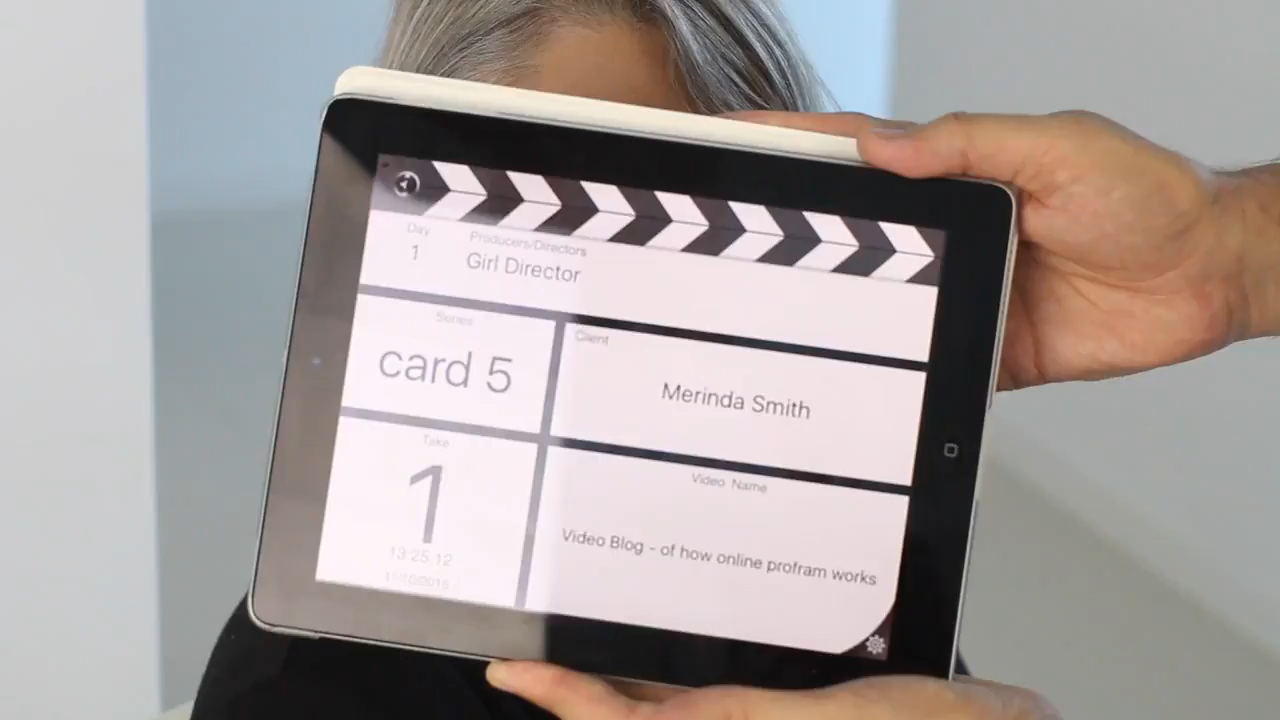 Day
1
Producers/Directors
Girl Director
Series
card 5
Client
Merinda Smith
Take
1
13:25:12
Video Name
Video Blog - of how online profram works